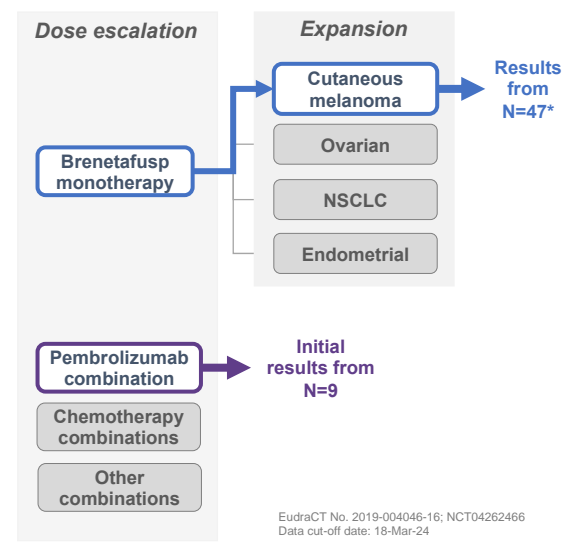 Dose escalation
Expansion
Cutaneous
melanoma
Results
from
N=47*
Brenetafusp
monotherapy
Ovarian
NSCLC
Endometrial
Pembrolizumab
combination
Initial
results from
N=9
Chemotherapy
combinations
Other
combinations
EudraCT No. 2019-004046-16; NCT04262466
Data cut-off date: 18-Mar-24